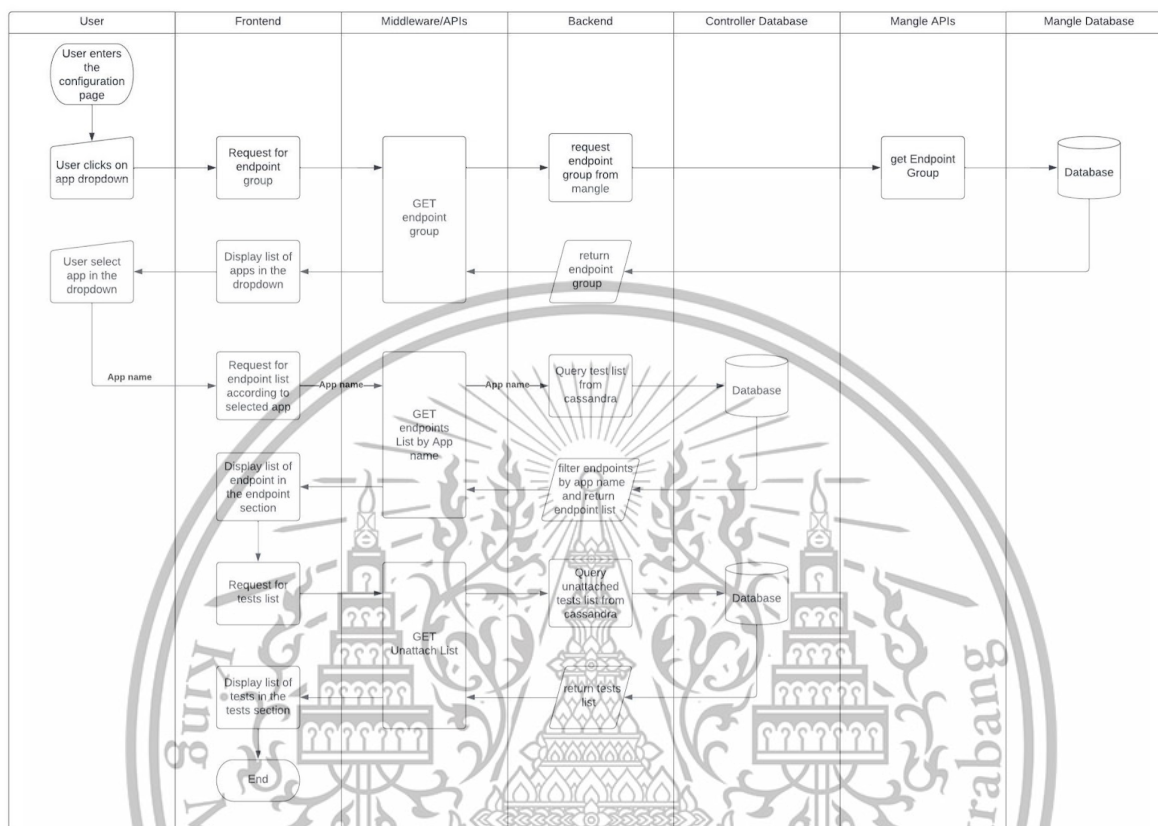 User
Frontend
Middleware/APIs
Backend
Controller Database
Mangle APIs
Mangle Database
User enters
the
configuration
page
User clicks on
app dropdown
Request for
endpoint
group
GET
endpoint
group
request
endpoint
group from
mangle
get Endpoint
Group
Database
User select
app in the
dropdown
Display list of
apps in the
dropdown
return
endpoint
group
App name
Request for
endpoint list
according to
selected app
App name
GET
endpoints
List by App
name
App name
Query test list
from
cassandra
Database
Display list of
endpoint in
the endpoint
section
filter endpoints
by app name
and return
endpoint list
Request for
tests list
GET
Unattach List
Query
unattached
tests list from
cassandra
Database
Display list of
tests in the
tests section
return tests
list
End
King
krabang